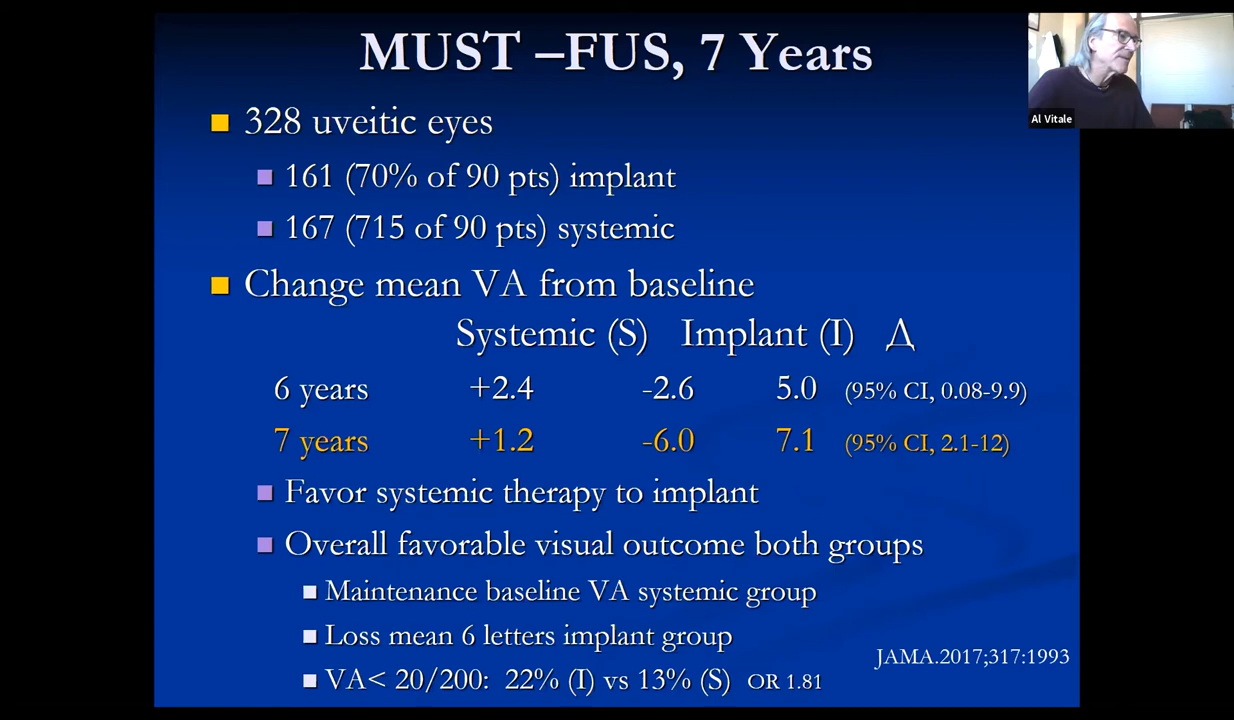 MUST –FUS, 7 Years
Al Vitale
328 uveitic eyes
161 (70% of 90 pts) implant
167 (715 of 90 pts) systemic
Change mean VA from baseline
Systemic (S) Implant (I) Δ
6 years +2.4 -2.6 5.0 (95% CI, 0.08-9.9)
7 years +1.2 -6.0 7.1 (95% CI, 2.1-12)
Favor systemic therapy to implant
Overall favorable visual outcome both groups
Maintenance baseline VA systemic group
Loss mean 6 letters implant group
VA< 20/200: 22% (I) vs 13% (S) OR 1.81
JAMA.2017;317:1993